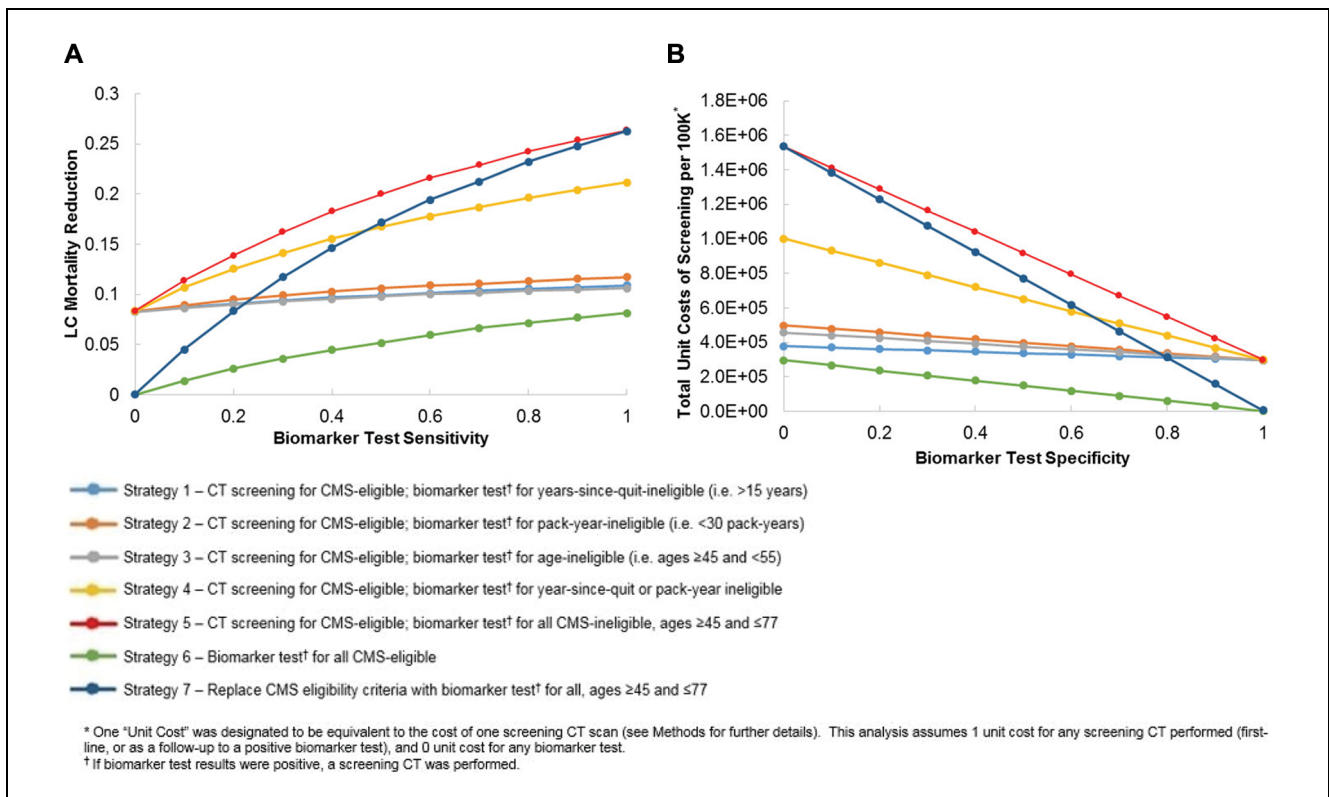 A
B
0.3
0.25
0.2
0.15
0.1
0.05
0
LC Mortality Reduction
0 0.2 0.4 0.6 0.8 1
Biomarker Test Sensitivity
1.8E+06
1.6E+06
1.4E+06
1.2E+06
1.0E+06
8.0E+05
6.0E+05
4.0E+05
2.0E+05
0.0E+00
Total Unit Costs of Screening per 100K*
0 0.2 0.4 0.6 0.8 1
Biomarker Test Specificity
Strategy 1 – CT screening for CMS-eligible; biomarker test† for years-since-quit-ineligible (i.e. >15 years)
Strategy 2 – CT screening for CMS-eligible; biomarker test† for pack-year-ineligible (i.e. <30 pack-years)
Strategy 3 – CT screening for CMS-eligible; biomarker test† for age-ineligible (i.e. ages ≥45 and <55)
Strategy 4 – CT screening for CMS-eligible; biomarker test† for year-since-quit or pack-year ineligible
Strategy 5 – CT screening for CMS-eligible; biomarker test† for all CMS-ineligible, ages ≥45 and ≤77
Strategy 6 – Biomarker test† for all CMS-eligible
Strategy 7 – Replace CMS eligibility criteria with biomarker test† for all, ages ≥45 and ≤77
* One “Unit Cost” was designated to be equivalent to the cost of one screening CT scan (see Methods for further details). This analysis assumes 1 unit cost for any screening CT performed (first-
line, or as a follow-up to a positive biomarker test), and 0 unit cost for any biomarker test.
† If biomarker test results were positive, a screening CT was performed.